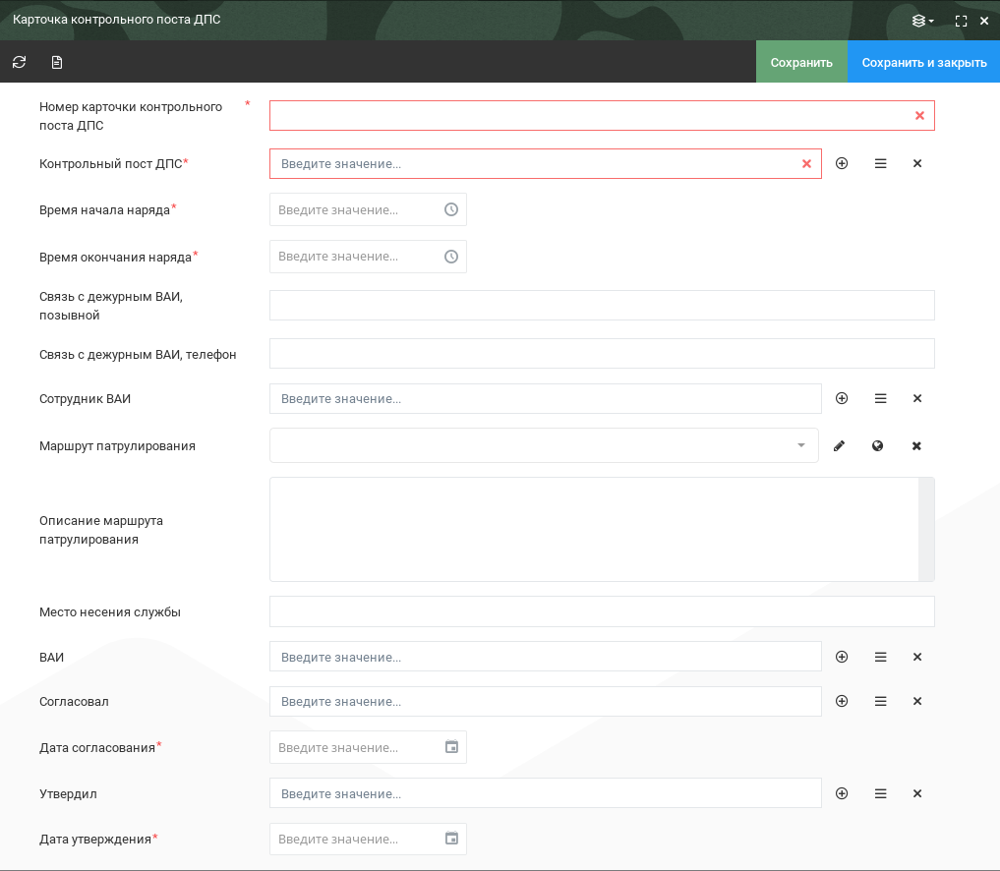 Карточка контрольного поста ДПС
Сохранить
Сохранить и закрыть
Номер карточки контрольного *
поста ДПС
Контрольный пост ДПС* Введите значение...
Время начала наряда* Введите значение...
Время окончания наряда* Введите значение...
Связь с дежурным ВАИ,
позывной
Связь с дежурным ВАИ, телефон
Сотрудник ВАИ Введите значение...
Маршрут патрулирования
Описание маршрута
патрулирования
Место несения службы
ВАИ Введите значение...
Согласовал Введите значение...
Дата согласования* Введите значение...
Утвердил Введите значение...
Дата утверждения* Введите значение...